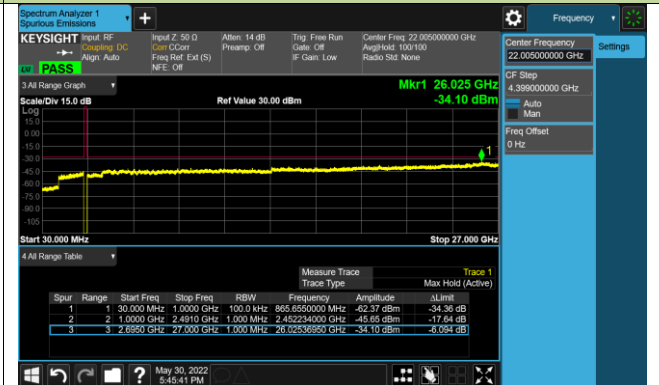 Spectrum Analyzer 1
Spurious Emissions
Frequency
KEYSIGHT Input: RF
Coupling: DC
Align: Auto
Input Z: 50 Ω
Corr CCorr
Freq Ref: Ext (S)
NFE: Off
Atten: 14 dB
Preamp: Off
Trig: Free Run
Gate: Off
IF Gain: Low
Center Freq: 22.005000000 GHz
Avg|Hold: 100/100
Radio Std: None
PASS
Center Frequency
22.005000000 GHz
Settings
CF Step
4.399000000 GHz
Auto
Man
Freq Offset
0 Hz
3 All Range Graph
Mkr1 26.025 GHz
Scale/Div 15.0 dB
Ref Value 30.00 dBm
-34.10 dBm
Log
15.0
0.00
-15.0
-30.0
-45.0
-60.0
-75.0
-90.0
-105
1
Start 30.000 MHz
Stop 27.000 GHz
4 All Range Table
Measure Trace Trace 1
Trace Type Max Hold (Active)
Spur Range Start Freq Stop Freq RBW Frequency Amplitude ΔLimit
1 1 30.000 MHz 1.0000 GHz 100.0 kHz 865.6550000 MHz -62.37 dBm -34.36 dB
2 2 1.0000 GHz 2.4910 GHz 1.000 MHz 2.452234000 GHz -45.65 dBm -17.64 dB
3 3 2.6950 GHz 27.000 GHz 1.000 MHz 26.02536950 GHz -34.10 dBm -6.094 dB
?
May 30, 2022
5:45:41 PM